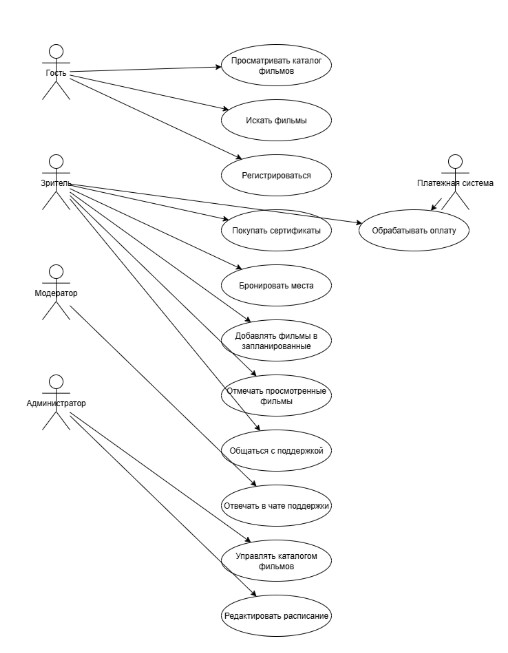 Гость
Просматривать каталог
фильмов
Искать фильмы
Регистрироваться
Зритель
Платежная система
Покупать сертификаты
Обрабатывать оплату
Модератор
Бронировать места
Добавлять фильмы в
запланированные
Администратор
Отмечать просмотренные
фильмы
Общаться с поддержкой
Отвечать в чате поддержки
Управлять каталогом
фильмов
Редактировать расписание